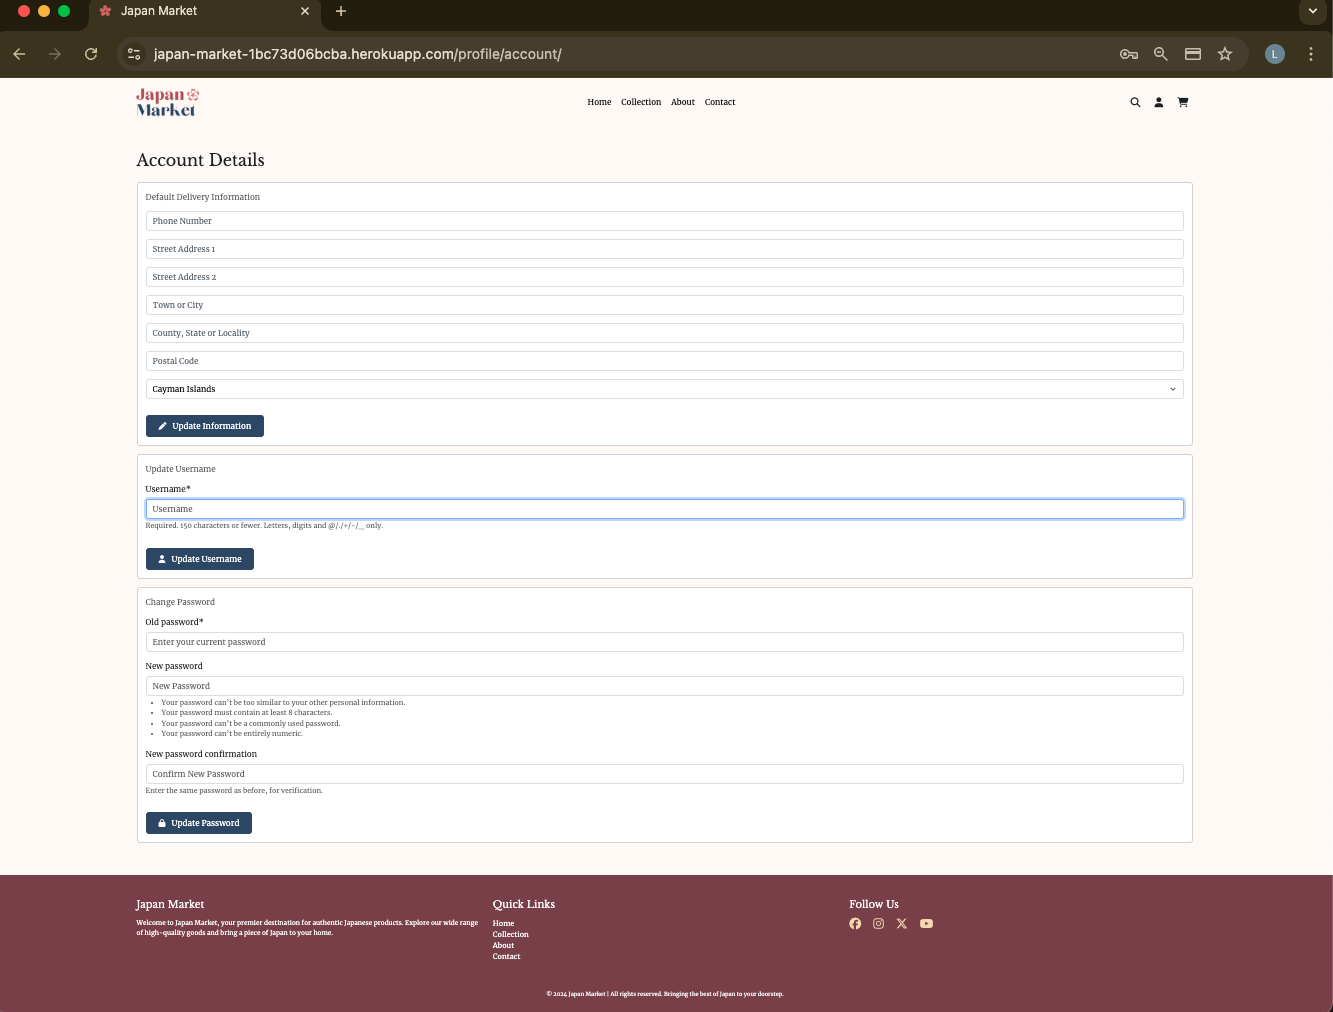 Japan Market
japan-market-1bc73d06bcba.herokuapp.com/profile/account/
L
Japan
Market
Home Collection About Contact
Account Details
Default Delivery Information
Phone Number
Street Address 1
Street Address 2
Town or City
County, State or Locality
Postal Code
Cayman Islands
Update Information
Update Username
Username*
Username
Required. 150 characters or fewer. Letters, digits and @/./+/-/_ only.
Update Username
Change Password
Old password*
Enter your current password
New password
New Password
Your password can't be too similar to your other personal information.
Your password must contain at least 8 characters.
Your password can't be a commonly used password.
Your password can't be entirely numeric.
New password confirmation
Confirm New Password
Enter the same password as before, for verification.
Update Password
Japan Market
Welcome to Japan Market, your premier destination for authentic Japanese products. Explore our wide range
of high-quality goods and bring a piece of Japan to your home.
Quick Links
Home
Collection
About
Contact
Follow Us
© 2024 Japan Market | All rights reserved. Bringing the best of Japan to your doorstep.